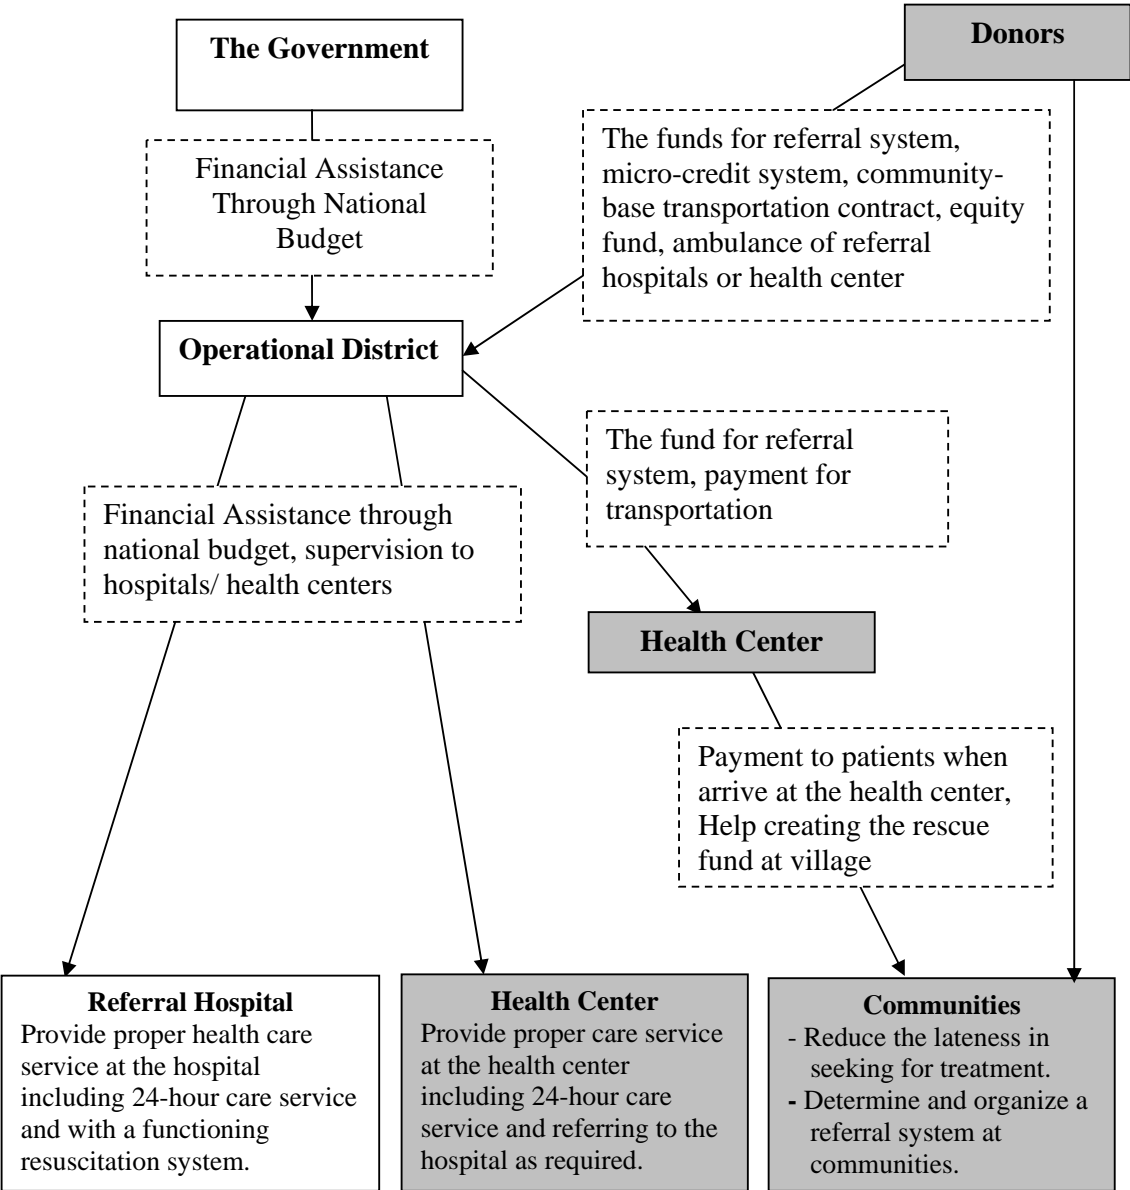 The Government
Donors
Financial Assistance
Through National
Budget
The funds for referral system,
micro-credit system, community-
base transportation contract, equity
fund, ambulance of referral
hospitals or health center
Operational District
The fund for referral
system, payment for
transportation
Financial Assistance through
national budget, supervision to
hospitals/ health centers
Health Center
Payment to patients when
arrive at the health center,
Help creating the rescue
fund at village
Referral Hospital
Provide proper health care
service at the hospital
including 24-hour care service
and with a functioning
resuscitation system.
Health Center
Provide proper care service
at the health center
including 24-hour care
service and referring to the
hospital as required.
Communities
- Reduce the lateness in
seeking for treatment.
- Determine and organize a
referral system at
communities.